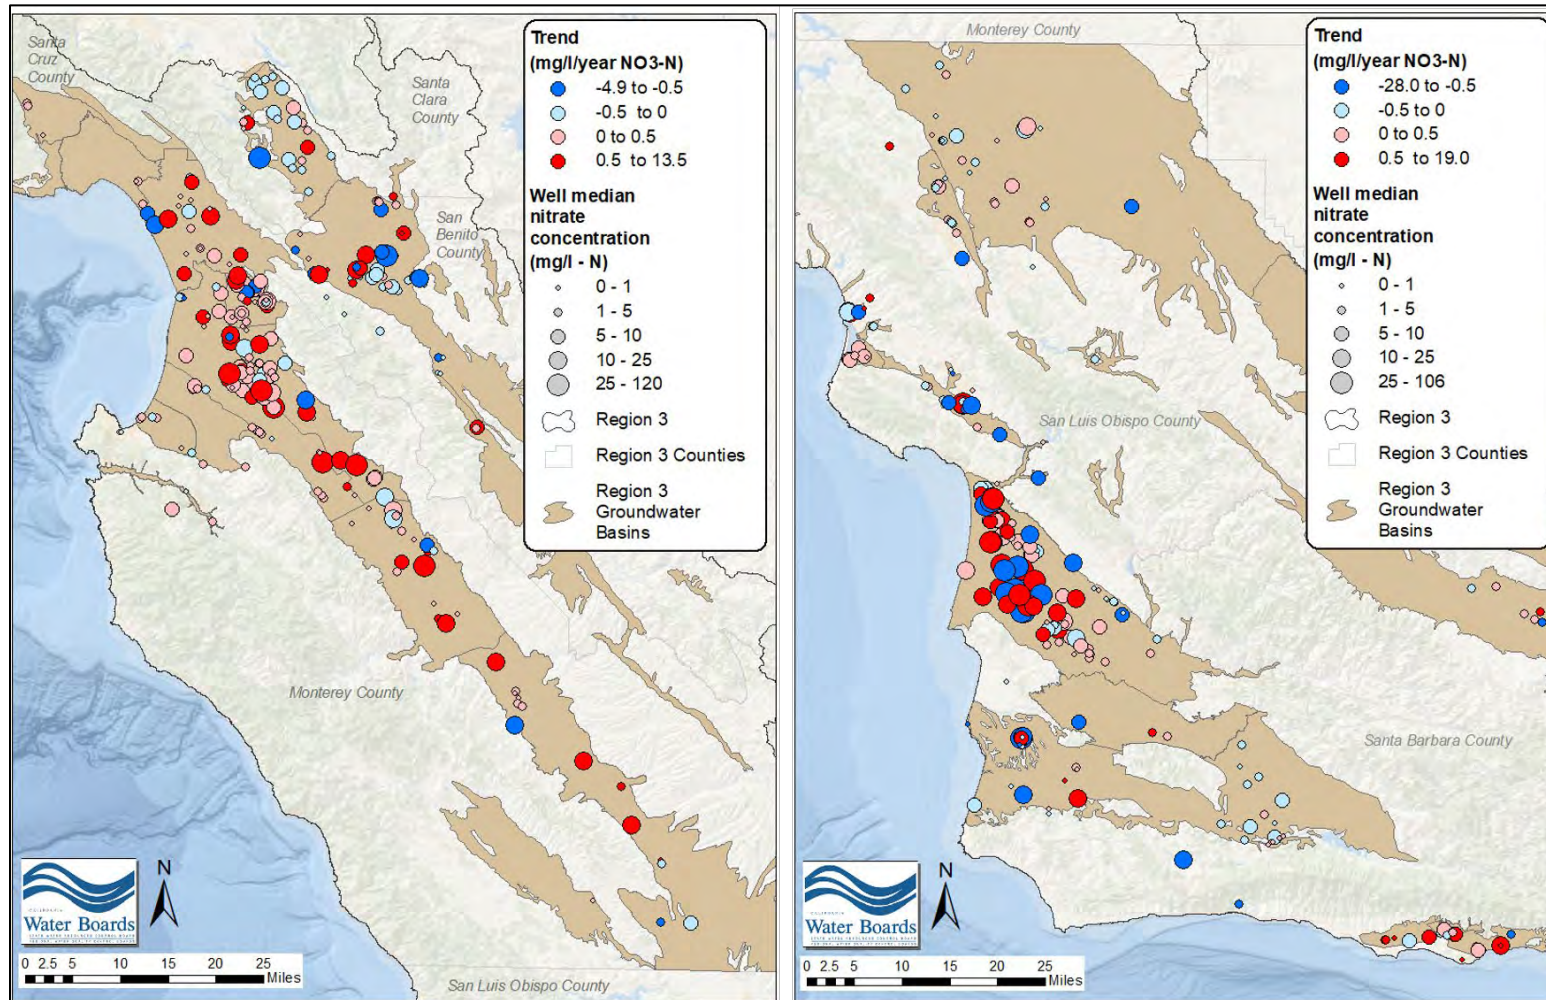 Santa
Cruz
County
Santa
Clara
County
San
Benito
County
Monterey County
San Luis Obispo County
Trend
(mg/l/year NO3-N)
-4.9 to -0.5
-0.5 to 0
0 to 0.5
0.5 to 13.5
Well median
nitrate
concentration
(mg/l - N)
0 - 1
1 - 5
5 - 10
10 - 25
25 - 120
Region 3
Region 3 Counties
Region 3
Groundwater
Basins
CALIFORNIA
Water Boards
N
0 2.5 5 10 15 20 25
Miles
Monterey County
San Luis Obispo County
Santa Barbara County
Trend
(mg/l/year NO3-N)
-28.0 to -0.5
-0.5 to 0
0 to 0.5
0.5 to 19.0
Well median
nitrate
concentration
(mg/l - N)
0 - 1
1 - 5
5 - 10
10 - 25
25 - 106
Region 3
Region 3 Counties
Region 3
Groundwater
Basins
CALIFORNIA
Water Boards
N
0 2.5 5 10 15 20 25
Miles